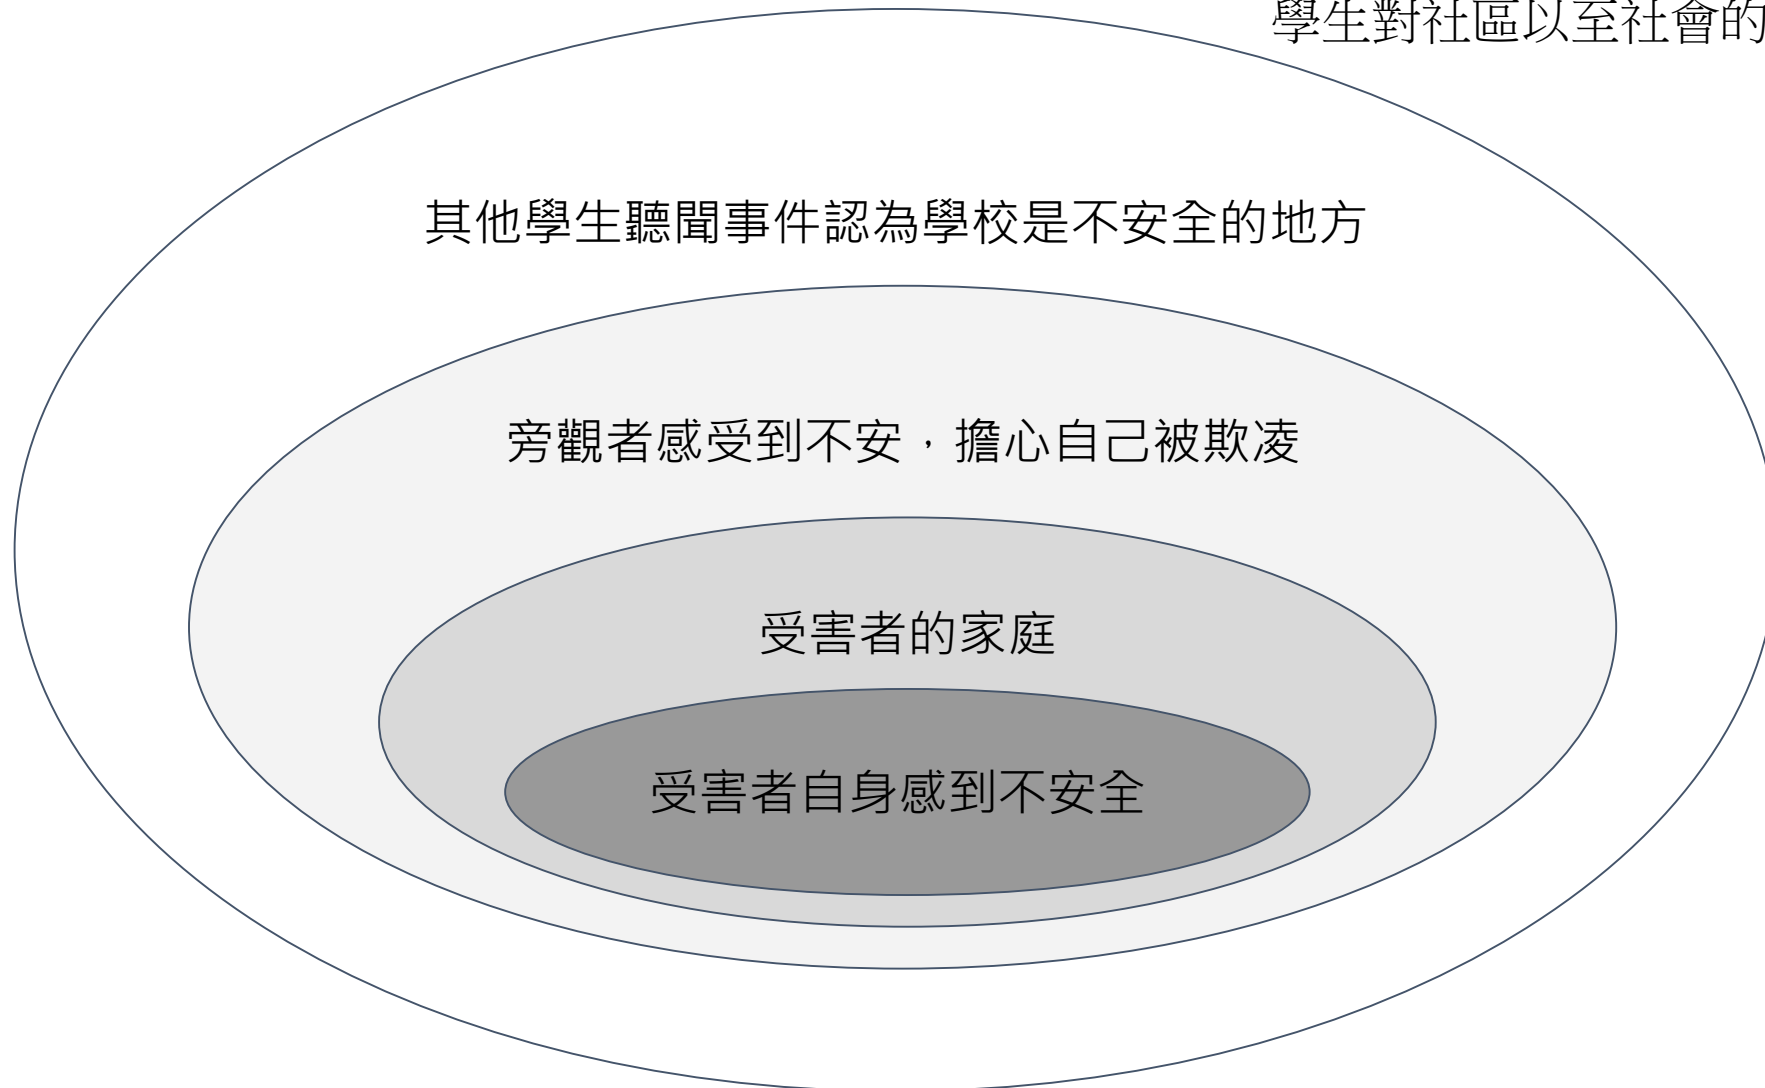 學生對社區以至社會的
其他學生聽聞事件認為學校是不安全的地方
旁觀者感受到不安，擔心自己被欺凌
受害者的家庭
受害者自身感到不安全